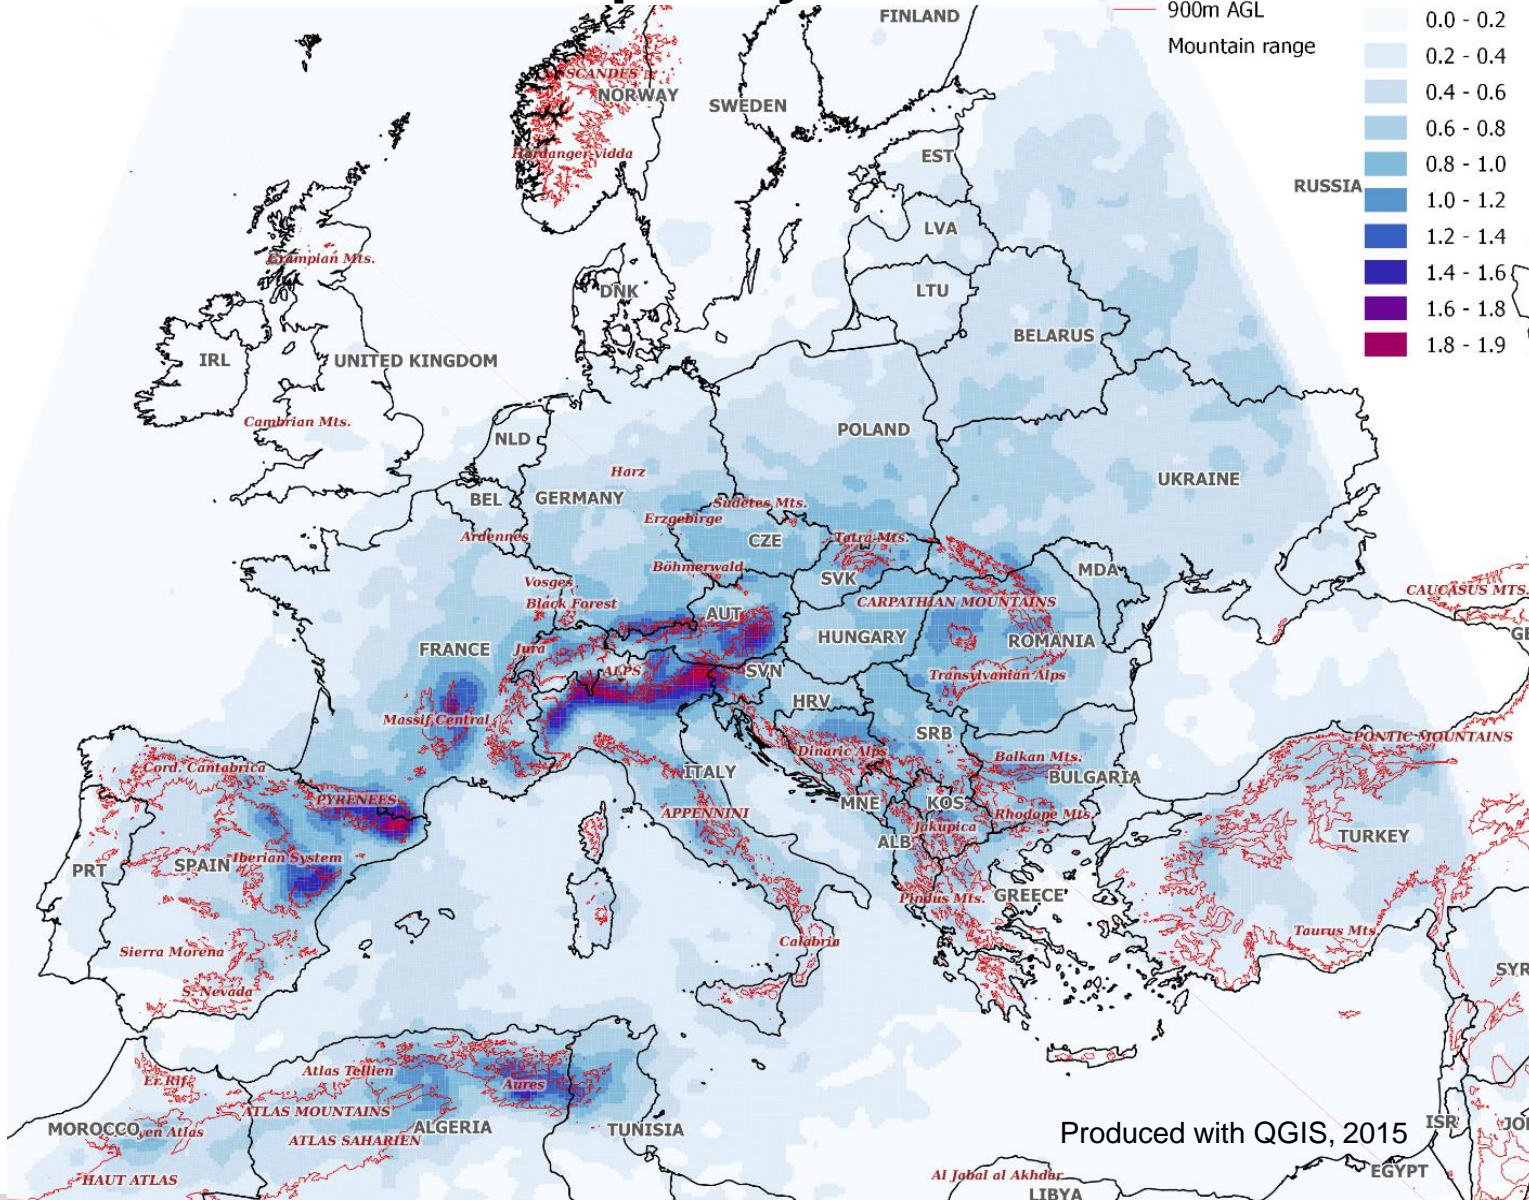 FINLAND
900m AGL
Mountain range
0.0 - 0.2
0.2 - 0.4
0.4 - 0.6
0.6 - 0.8
0.8 - 1.0
1.0 - 1.2
1.2 - 1.4
1.4 - 1.6
1.6 - 1.8
1.8 - 1.9
SCANDES
NORWAY
SWEDEN
Hardanger-vidda
EST
RUSSIA
LVA
Grampian Mts.
DNK
LTU
BELARUS
IRL
UNITED KINGDOM
Cambrian Mts.
NLD
POLAND
Harz
BEL
GERMANY
UKRAINE
Sudetes Mts.
Erzgebirge
Ardennes
CZE
Tatra Mts.
Böhmerwald
SVK
MDA
Vosges
Black Forest
CARPATHIAN MOUNTAINS
CAUCASUS MTS.
AUT
HUNGARY
ROMANIA
GE
FRANCE
Jura
ALPS
SVN
Transylvantian Alps
HRV
Massif Central
SRB
PONTIC MOUNTAINS
Dinaric Alps
Balkan Mts.
Cord. Cantabrica
ITALY
BULGARIA
PYRENEES
MNE
KOS
APPENNINI
Rhodope Mts.
Jakupica
TURKEY
ALB
SPAIN
Iberian System
PRT
GREECE
Pindus Mts.
Taurus Mts.
Calabria
Sierra Morena
SYR
S. Nevada
Atlas Tellien
Er Rif
Aures
ATLAS MOUNTAINS
MOROCCO
yen Atlas
ALGERIA
TUNISIA
Produced with QGIS, 2015
ISR
JO
ATLAS SAHARIEN
HAUT ATLAS
Al Jabal al Akhdar
EGYPT
LIBYA